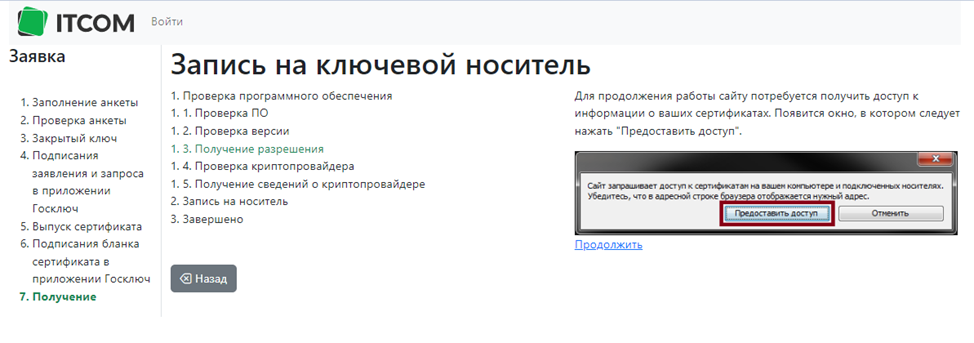 ITCOM Войти
Заявка
1. Заполнение анкеты
2. Проверка анкеты
3. Закрытый ключ
4. Подписания
заявления и запроса
в приложении
Госключ
5. Выпуск сертификата
6. Подписания бланка
сертификата в
приложении Госключ
7. Получение
Запись на ключевой носитель
1. Проверка программного обеспечения
1. 1. Проверка ПО
1. 2. Проверка версии
1. 3. Получение разрешения
1. 4. Проверка криптопровайдера
1. 5. Получение сведений о криптопровайдере
2. Запись на носитель
3. Завершено
Назад
Для продолжения работы сайту потребуется получить доступ к
информации о ваших сертификатах. Появится окно, в котором следует
нажать "Предоставить доступ".
Сайт запрашивает доступ к сертификатам на вашем компьютере и подключенных носителях.
Убедитесь, что в адресной строке браузера отображается нужный адрес.
Предоставить доступ Отменить
Продолжить